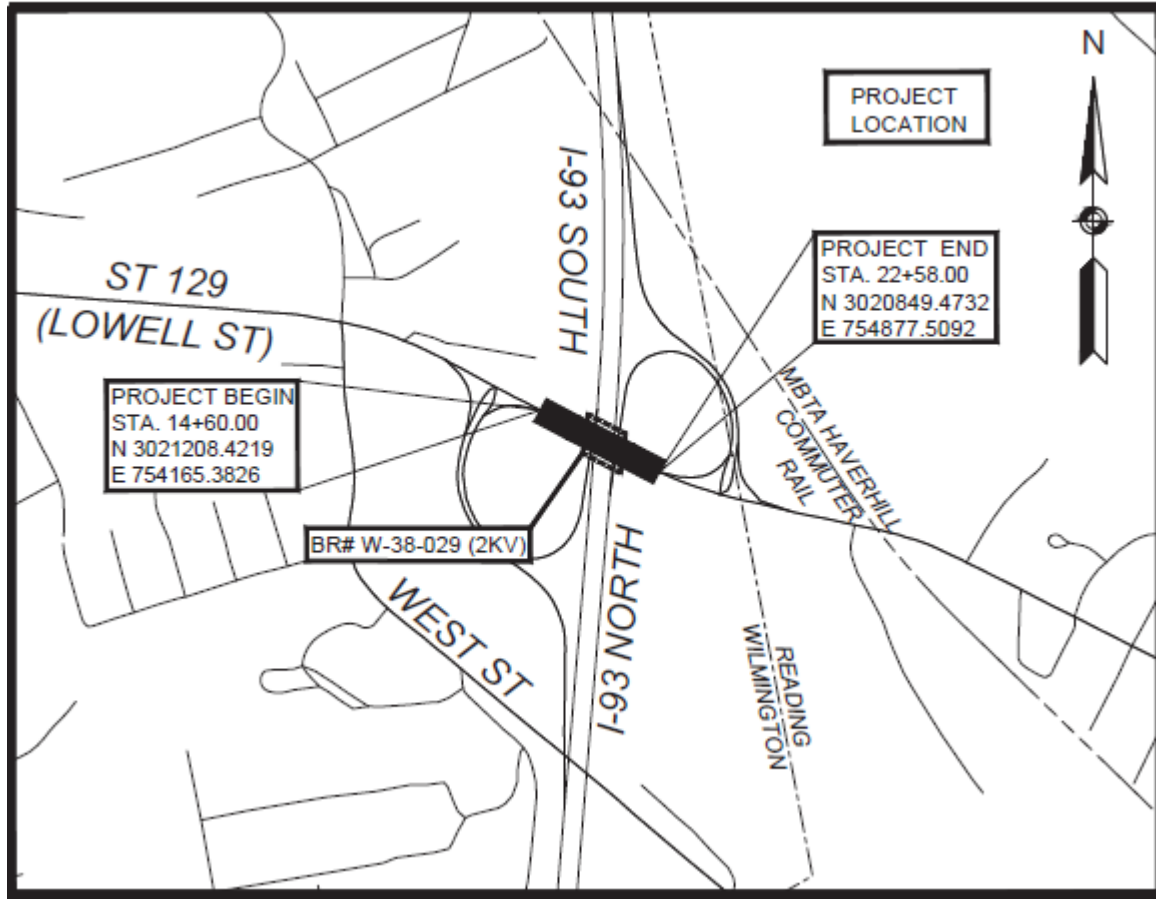 N
PROJECT
LOCATION
I-93 SOUTH
PROJECT END
STA. 22+58.00
N 3020849.4732
E 754877.5092
ST 129
(LOWELL ST)
PROJECT BEGIN
STA. 14+60.00
N 3021208.4219
E 754165.3826
MBTA HAVERHILL
COMMUTER
RAIL
BR# W-38-029 (2KV)
I-93 NORTH
WEST ST
READING
WILMINGTON